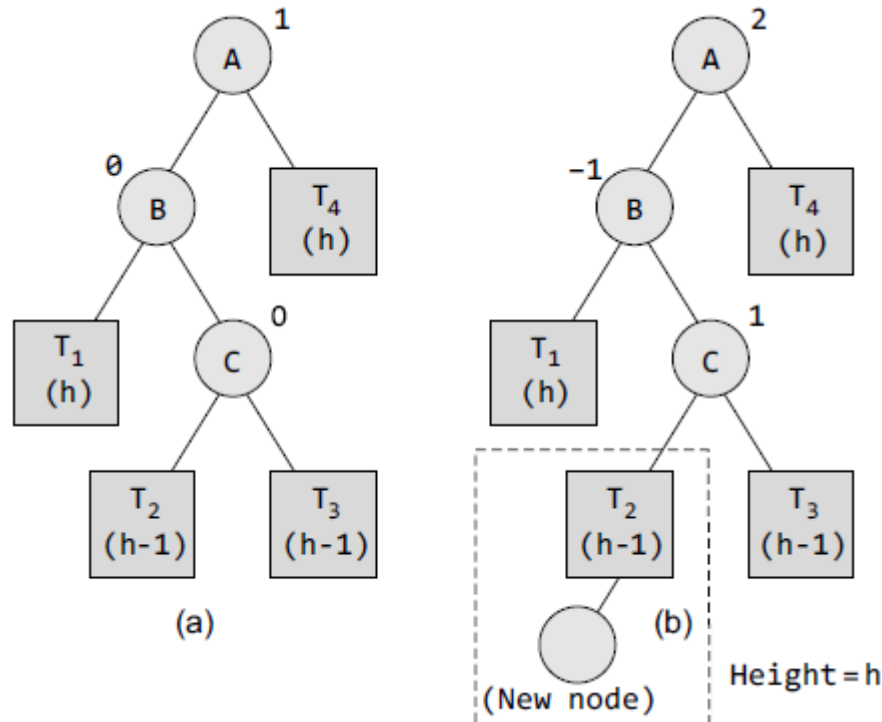 1
A
0
B
T4
(h)
0
T1
(h)
C
T2
(h-1)
T3
(h-1)
(a)
2
A
−1
B
T4
(h)
1
T1
(h)
C
T2
(h-1)
T3
(h-1)
(b)
(New node)
Height=h